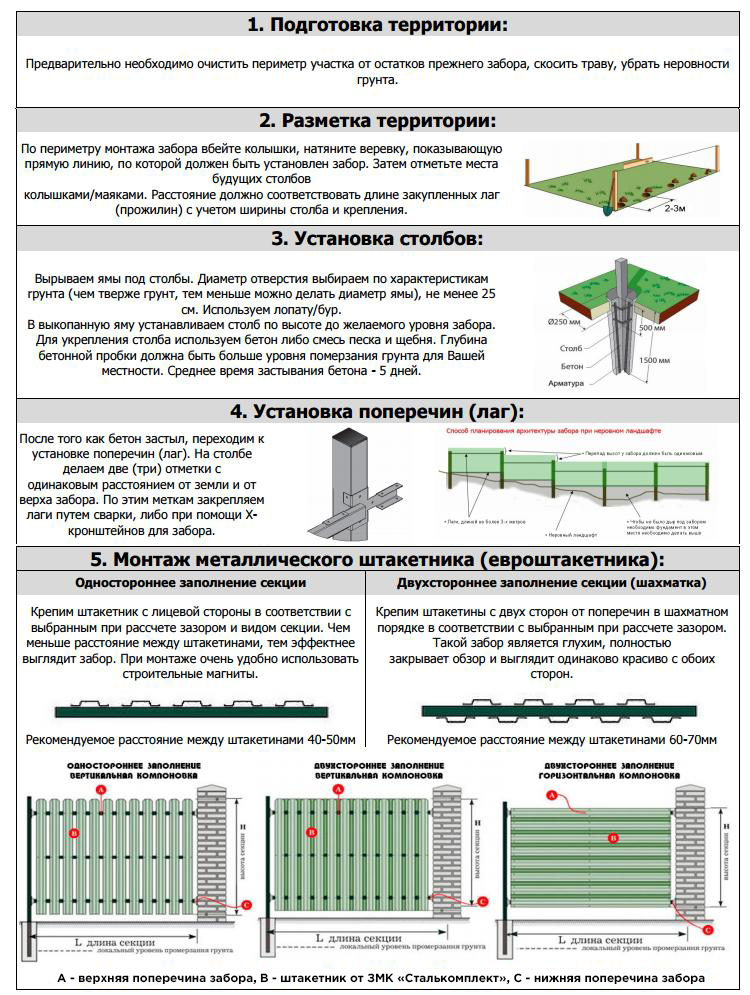 1. Подготовка территории:
Предварительно необходимо очистить периметр участка от остатков прежнего забора, скосить траву, убрать неровности
грунта.
2. Разметка территории:
По периметру монтажа забора вбейте колышки, натяните веревку, показывающую
прямую линию, по которой должен быть установлен забор. Затем отметьте места
будущих столбов
колышками/маяками. Расстояние должно соответствовать длине закупленных лаг
(прожилин) с учетом ширины столба и крепления.
2-3м
3. Установка столбов:
Вырываем ямы под столбы. Диаметр отверстия выбираем по характеристикам
грунта (чем тверже грунт, тем меньше можно делать диаметр ямы), не менее 25
см. Используем лопату/бур.
В выкопанную яму устанавливаем столб по высоте до желаемого уровня забора.
Для укрепления столба используем бетон либо смесь песка и щебня. Глубина
бетонной пробки должна быть больше уровня померзания грунта для Вашей
местности. Среднее время застывания бетона - 5 дней.
Ø250 мм
500 мм
Столб
1500 мм
Бетон
Арматура
4. Установка поперечин (лаг):
После того как бетон застыл, переходим к
установке поперечин (лаг). На столбе
делаем две (три) отметки с
одинаковым расстоянием от земли и от
верха забора. По этим меткам закрепляем
лаги путем сварки, либо при помощи Х-
кронштейнов для забора.
Способ планирования архитектуры забора при неровном ландшафте
• Перепад высот у забора должен быть одинаковым
• Лаги, длиной не более 3-х метров
• Неровный ландшафт
• Чтобы не было дыр под забором
необходимо фундамент в этом
месте необходимо делать выше
5. Монтаж металлического штакетника (евроштакетника):
Одностороннее заполнение секции
Крепим штакетник с лицевой стороны в соответствии с
выбранным при рассчете зазором и видом секции. Чем
меньше расстояние между штакетинами, тем эффектнее
выглядит забор. При монтаже очень удобно использовать
строительные магниты.
Рекомендуемое расстояние между штакетинами 40-50мм
Двухстороннее заполнение секции (шахматка)
Крепим штакетины с двух сторон от поперечин в шахматном
порядке в соответствии с выбранным при рассчете зазором.
Такой забор является глухим, полностью
закрывает обзор и выглядит одинаково красиво с обоих
сторон.
Рекомендуемое расстояние между штакетинами 60-70мм
ОДНОСТОРОННЕЕ ЗАПОЛНЕНИЕ
ВЕРТИКАЛЬНАЯ КОМПОНОВКА
A
B
C
H
высота секции
L длина секции
локальный уровень промерзания грунта
ДВУХСТОРОННЕЕ ЗАПОЛНЕНИЕ
ВЕРТИКАЛЬНАЯ КОМПОНОВКА
A
B
C
H
высота секции
L длина секции
локальный уровень промерзания грунта
ДВУХСТОРОННЕЕ ЗАПОЛНЕНИЕ
ГОРИЗОНТАЛЬНАЯ КОМПОНОВКА
A
B
C
H
высота секции
L длина секции
локальный уровень промерзания грунта
А - верхняя поперечина забора, В - штакетник от ЗМК «Сталькомплект», С - нижняя поперечина забора